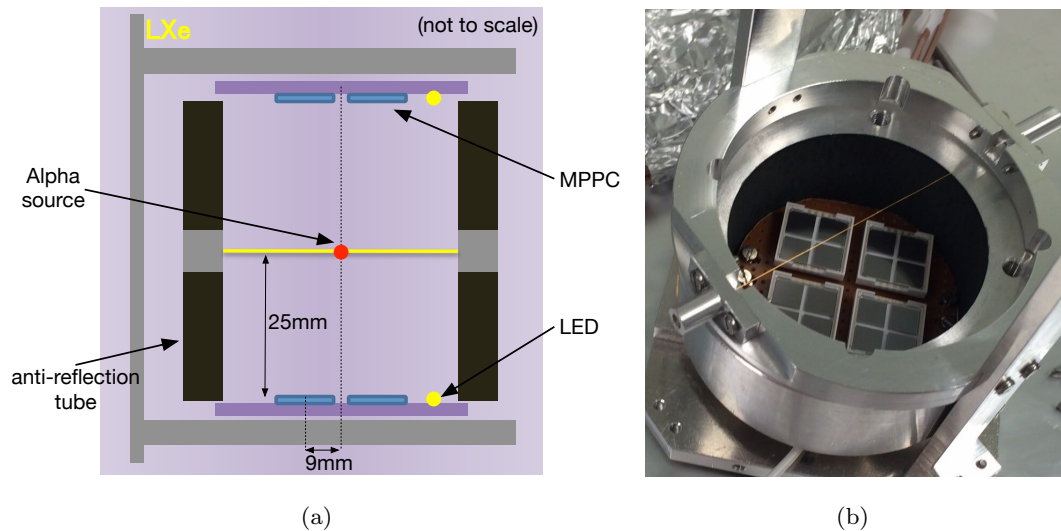 LXe
(not to scale)
Alpha
source
MPPC
25mm
LED
anti-reflection
tube
9mm
(a)
(b)